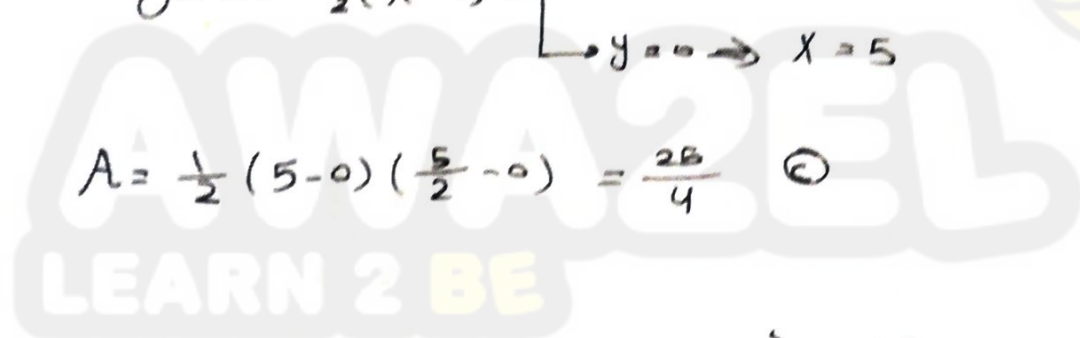 y = 0 → X = 5
A = 1/2 (5-0) (5/2 - 0) = 25/4 ⓒ
AWA2EL
LEARN 2 BE